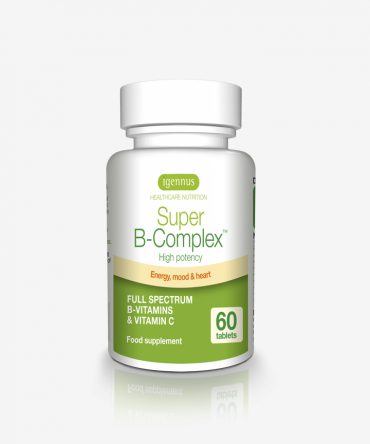 igennus
HEALTHCARE NUTRITION
Super
B-Complex™
High potency
Energy, mood & heart
FULL SPECTRUM
B-VITAMINS
& VITAMIN C
60
tablets
Food supplement